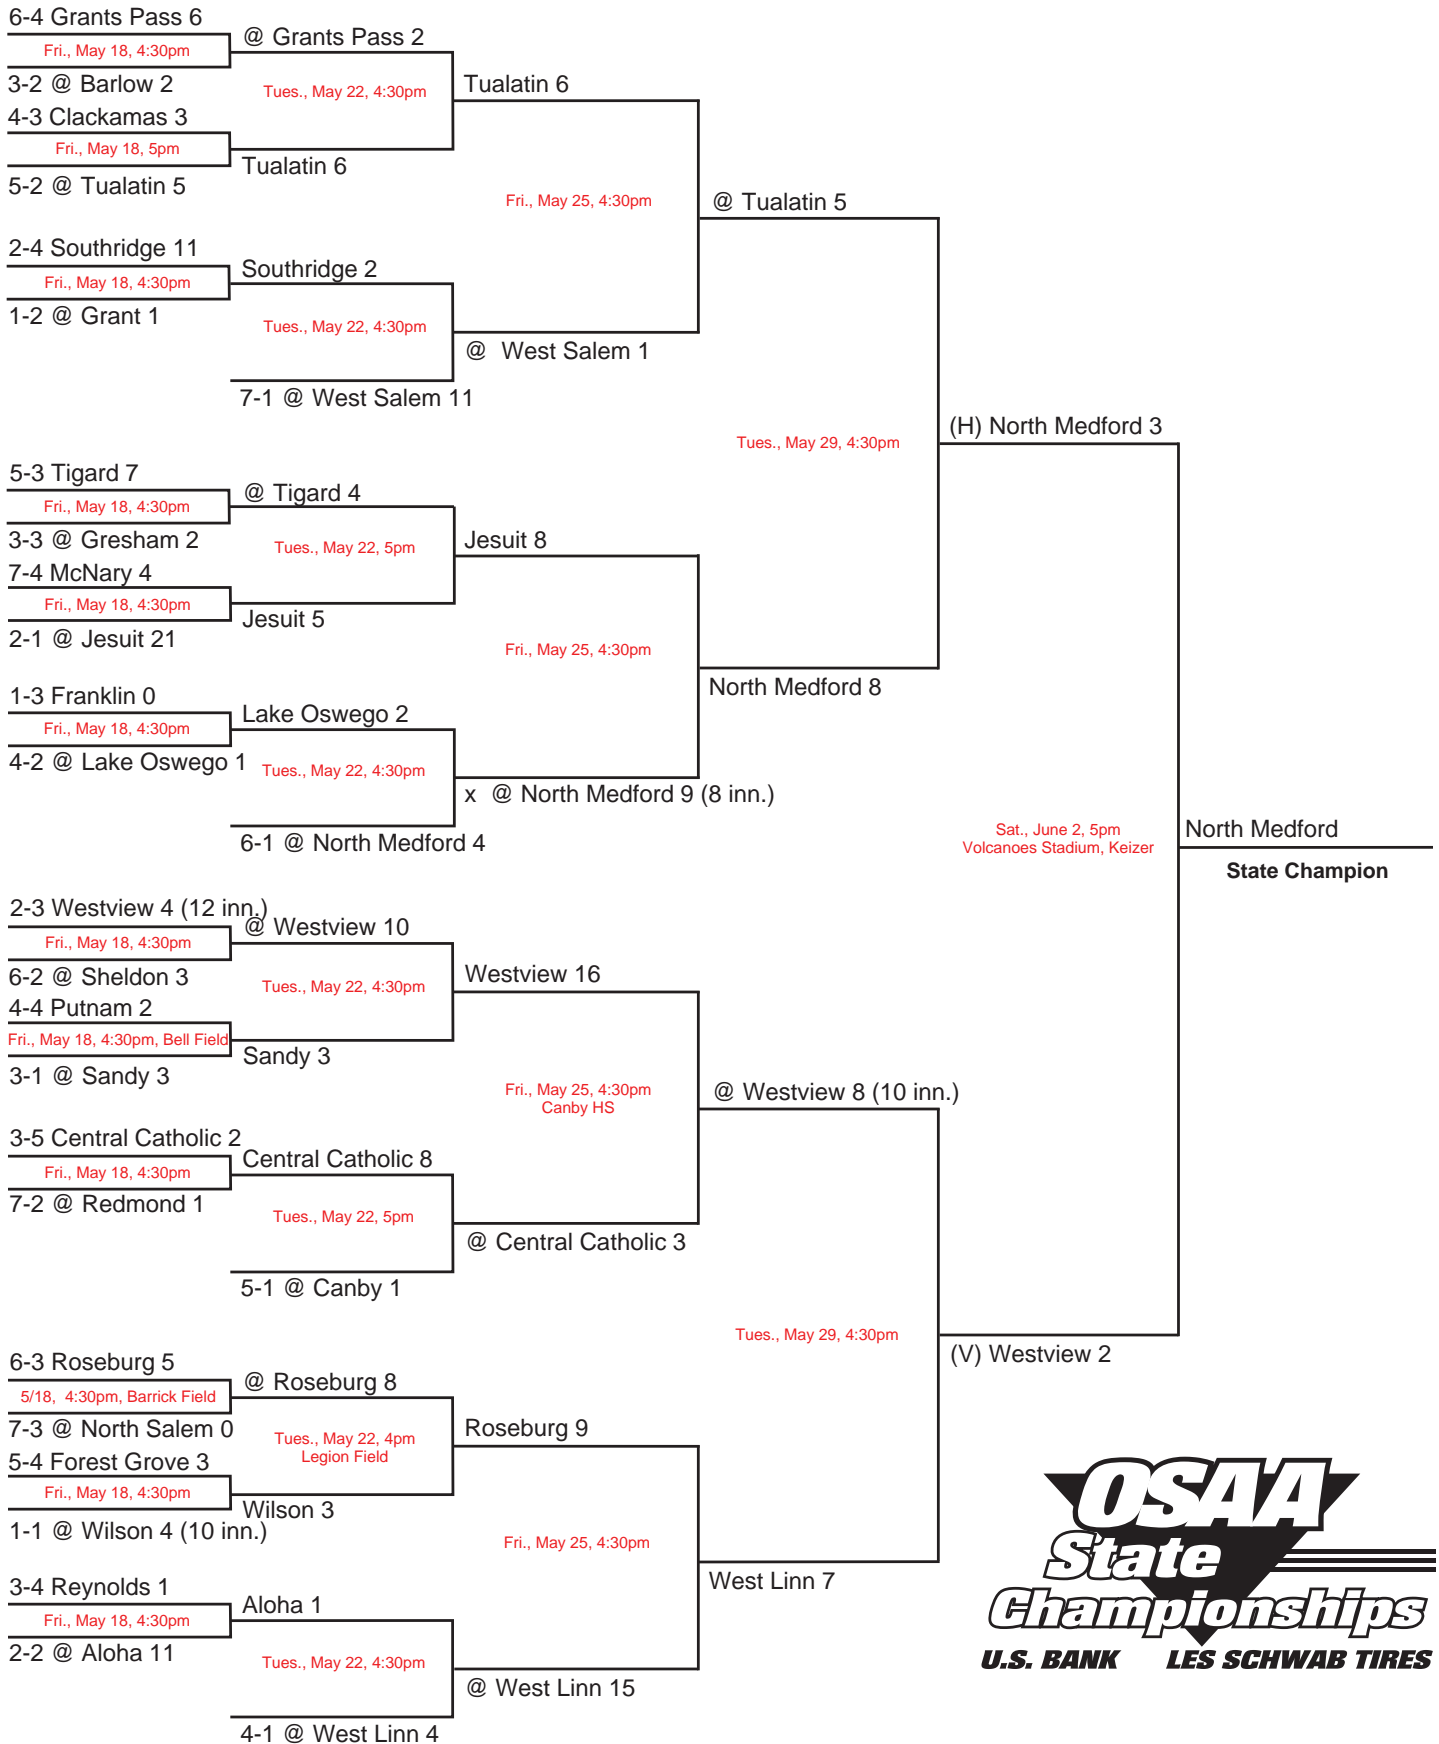 6-4 Grants Pass 6
Fri., May 18, 4:30pm
3-2 @ Barlow 2
4-3 Clackamas 3
Fri., May 18, 5pm
5-2 @ Tualatin 5
2-4 Southridge 11
Fri., May 18, 4:30pm
1-2 @ Grant 1
5-3 Tigard 7
Fri., May 18, 4:30pm
3-3 @ Gresham 2
7-4 McNary 4
Fri., May 18, 4:30pm
2-1 @ Jesuit 21
1-3 Franklin 0
Fri., May 18, 4:30pm
4-2 @ Lake Oswego 1
2-3 Westview 4 (12 inn.)
Fri., May 18, 4:30pm
6-2 @ Sheldon 3
4-4 Putnam 2
Fri., May 18, 4:30pm, Bell Field
3-1 @ Sandy 3
3-5 Central Catholic 2
Fri., May 18, 4:30pm
7-2 @ Redmond 1
6-3 Roseburg 5
5/18, 4:30pm, Barrick Field
7-3 @ North Salem 0
5-4 Forest Grove 3
Fri., May 18, 4:30pm
1-1 @ Wilson 4 (10 inn.)
3-4 Reynolds 1
Fri., May 18, 4:30pm
2-2 @ Aloha 11
@ Grants Pass 2
Tues., May 22, 4:30pm
Tualatin 6
Southridge 2
Tues., May 22, 4:30pm
7-1 @ West Salem 11
@ Tigard 4
Tues., May 22, 5pm
Jesuit 5
Lake Oswego 2
Tues., May 22, 4:30pm
6-1 @ North Medford 4
@ Westview 10
Tues., May 22, 4:30pm
Sandy 3
Central Catholic 8
Tues., May 22, 5pm
5-1 @ Canby 1
@ Roseburg 8
Tues., May 22, 4pm
Legion Field
Wilson 3
Aloha 1
Tues., May 22, 4:30pm
4-1 @ West Linn 4
Tualatin 6
Fri., May 25, 4:30pm
@ West Salem 1
Jesuit 8
Fri., May 25, 4:30pm
x @ North Medford 9 (8 inn.)
Westview 16
Fri., May 25, 4:30pm
Canby HS
@ Central Catholic 3
Roseburg 9
Fri., May 25, 4:30pm
@ West Linn 15
@ Tualatin 5
Tues., May 29, 4:30pm
North Medford 8
@ Westview 8 (10 inn.)
Tues., May 29, 4:30pm
West Linn 7
(H) North Medford 3
Sat., June 2, 5pm
Volcanoes Stadium, Keizer
(V) Westview 2
North Medford
State Champion
OSAA
State
Championships
U.S. BANK LES SCHWAB TIRES